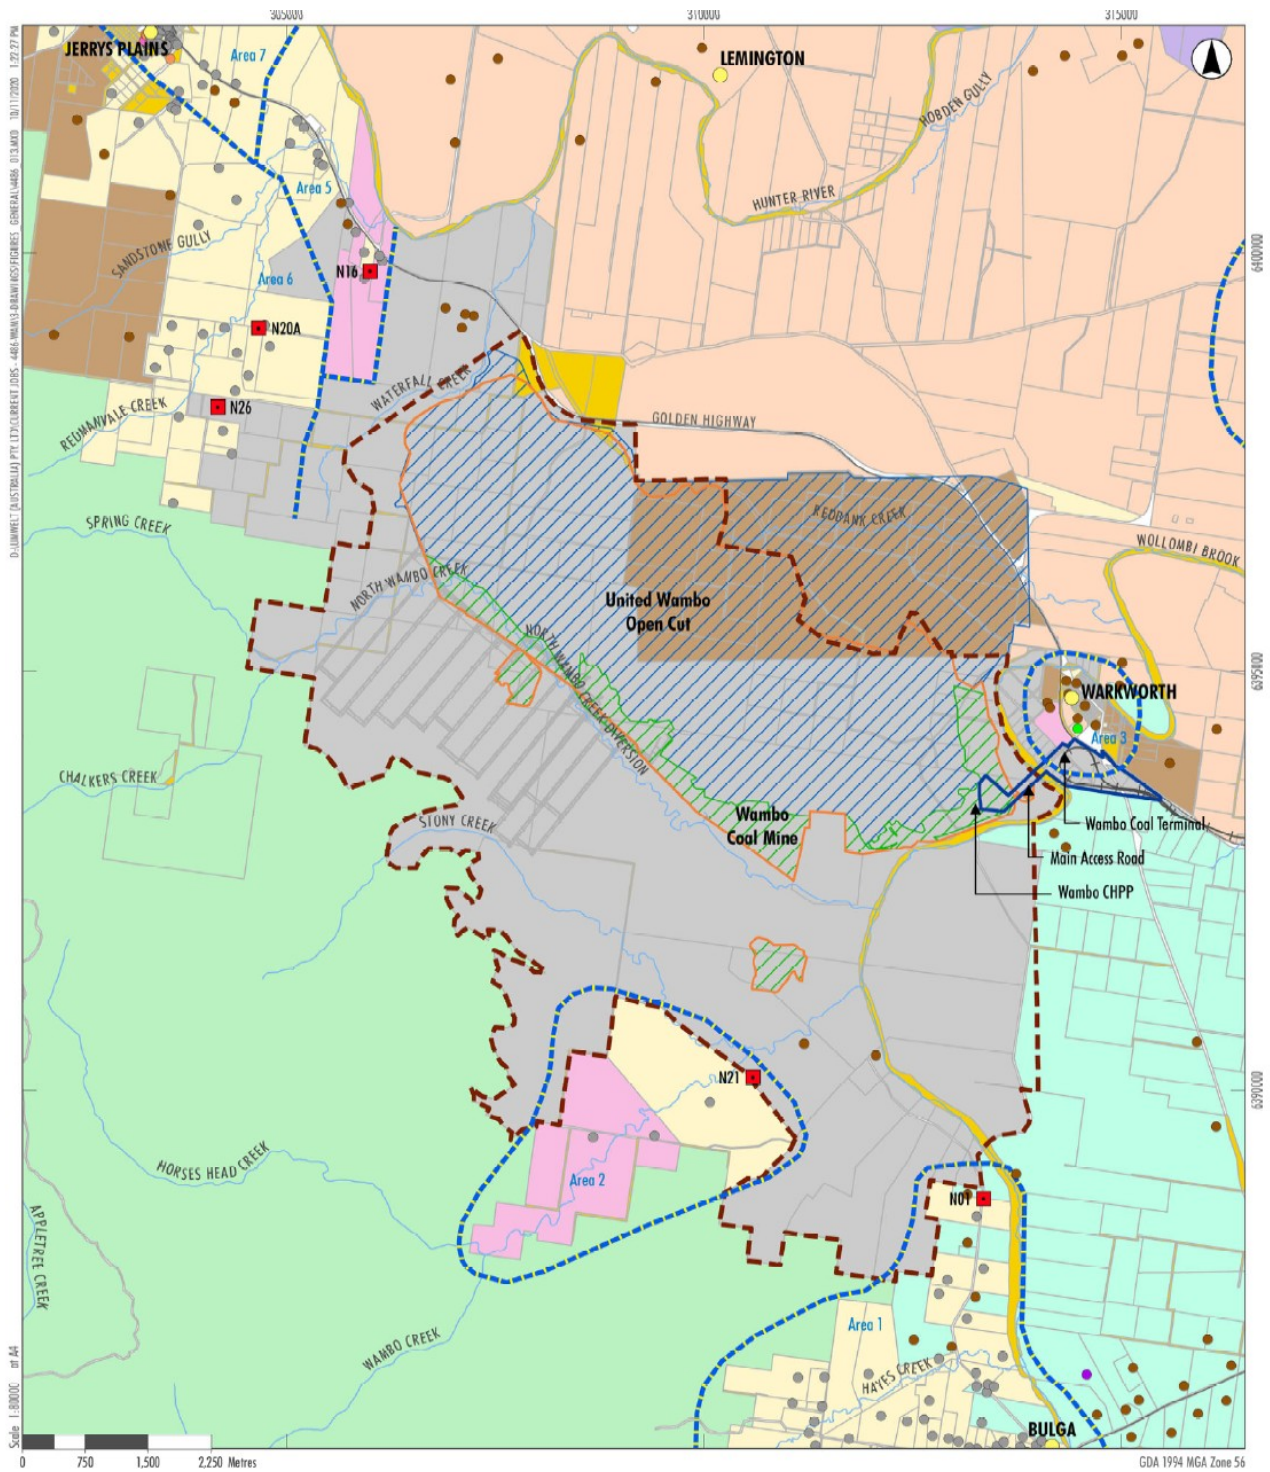 305000
310000
315000
JERRYS PLAINS
Area 7
LEMINGTON
HOBDEN GULLY
Area 5
HUNTER RIVER
SANDSTONE GULLY
Area 6
N16
6400000
N20A
WATERFALL CREEK
N26
REDMANVALE CREEK
GOLDEN HIGHWAY
REDBANK CREEK
SPRING CREEK
WOLLOMBI BROOK
NORTH WAMBO CREEK
United Wambo
Open Cut
NORTH WAMBO CREEK DIVERSION
6395000
WARKWORTH
Area 3
CHALKERS CREEK
STONY CREEK
Wambo
Coal Mine
Wambo Coal Terminal
Main Access Road
Wambo CHPP
N21
6390000
HORSES HEAD CREEK
Area 2
N01
APPLETREE CREEK
WAMBO CREEK
Area 1
HAYES CREEK
BULGA
Scale 1:80000 at A4
0 750 1,500 2,250 Metres
GDA 1994 MGA Zone 56